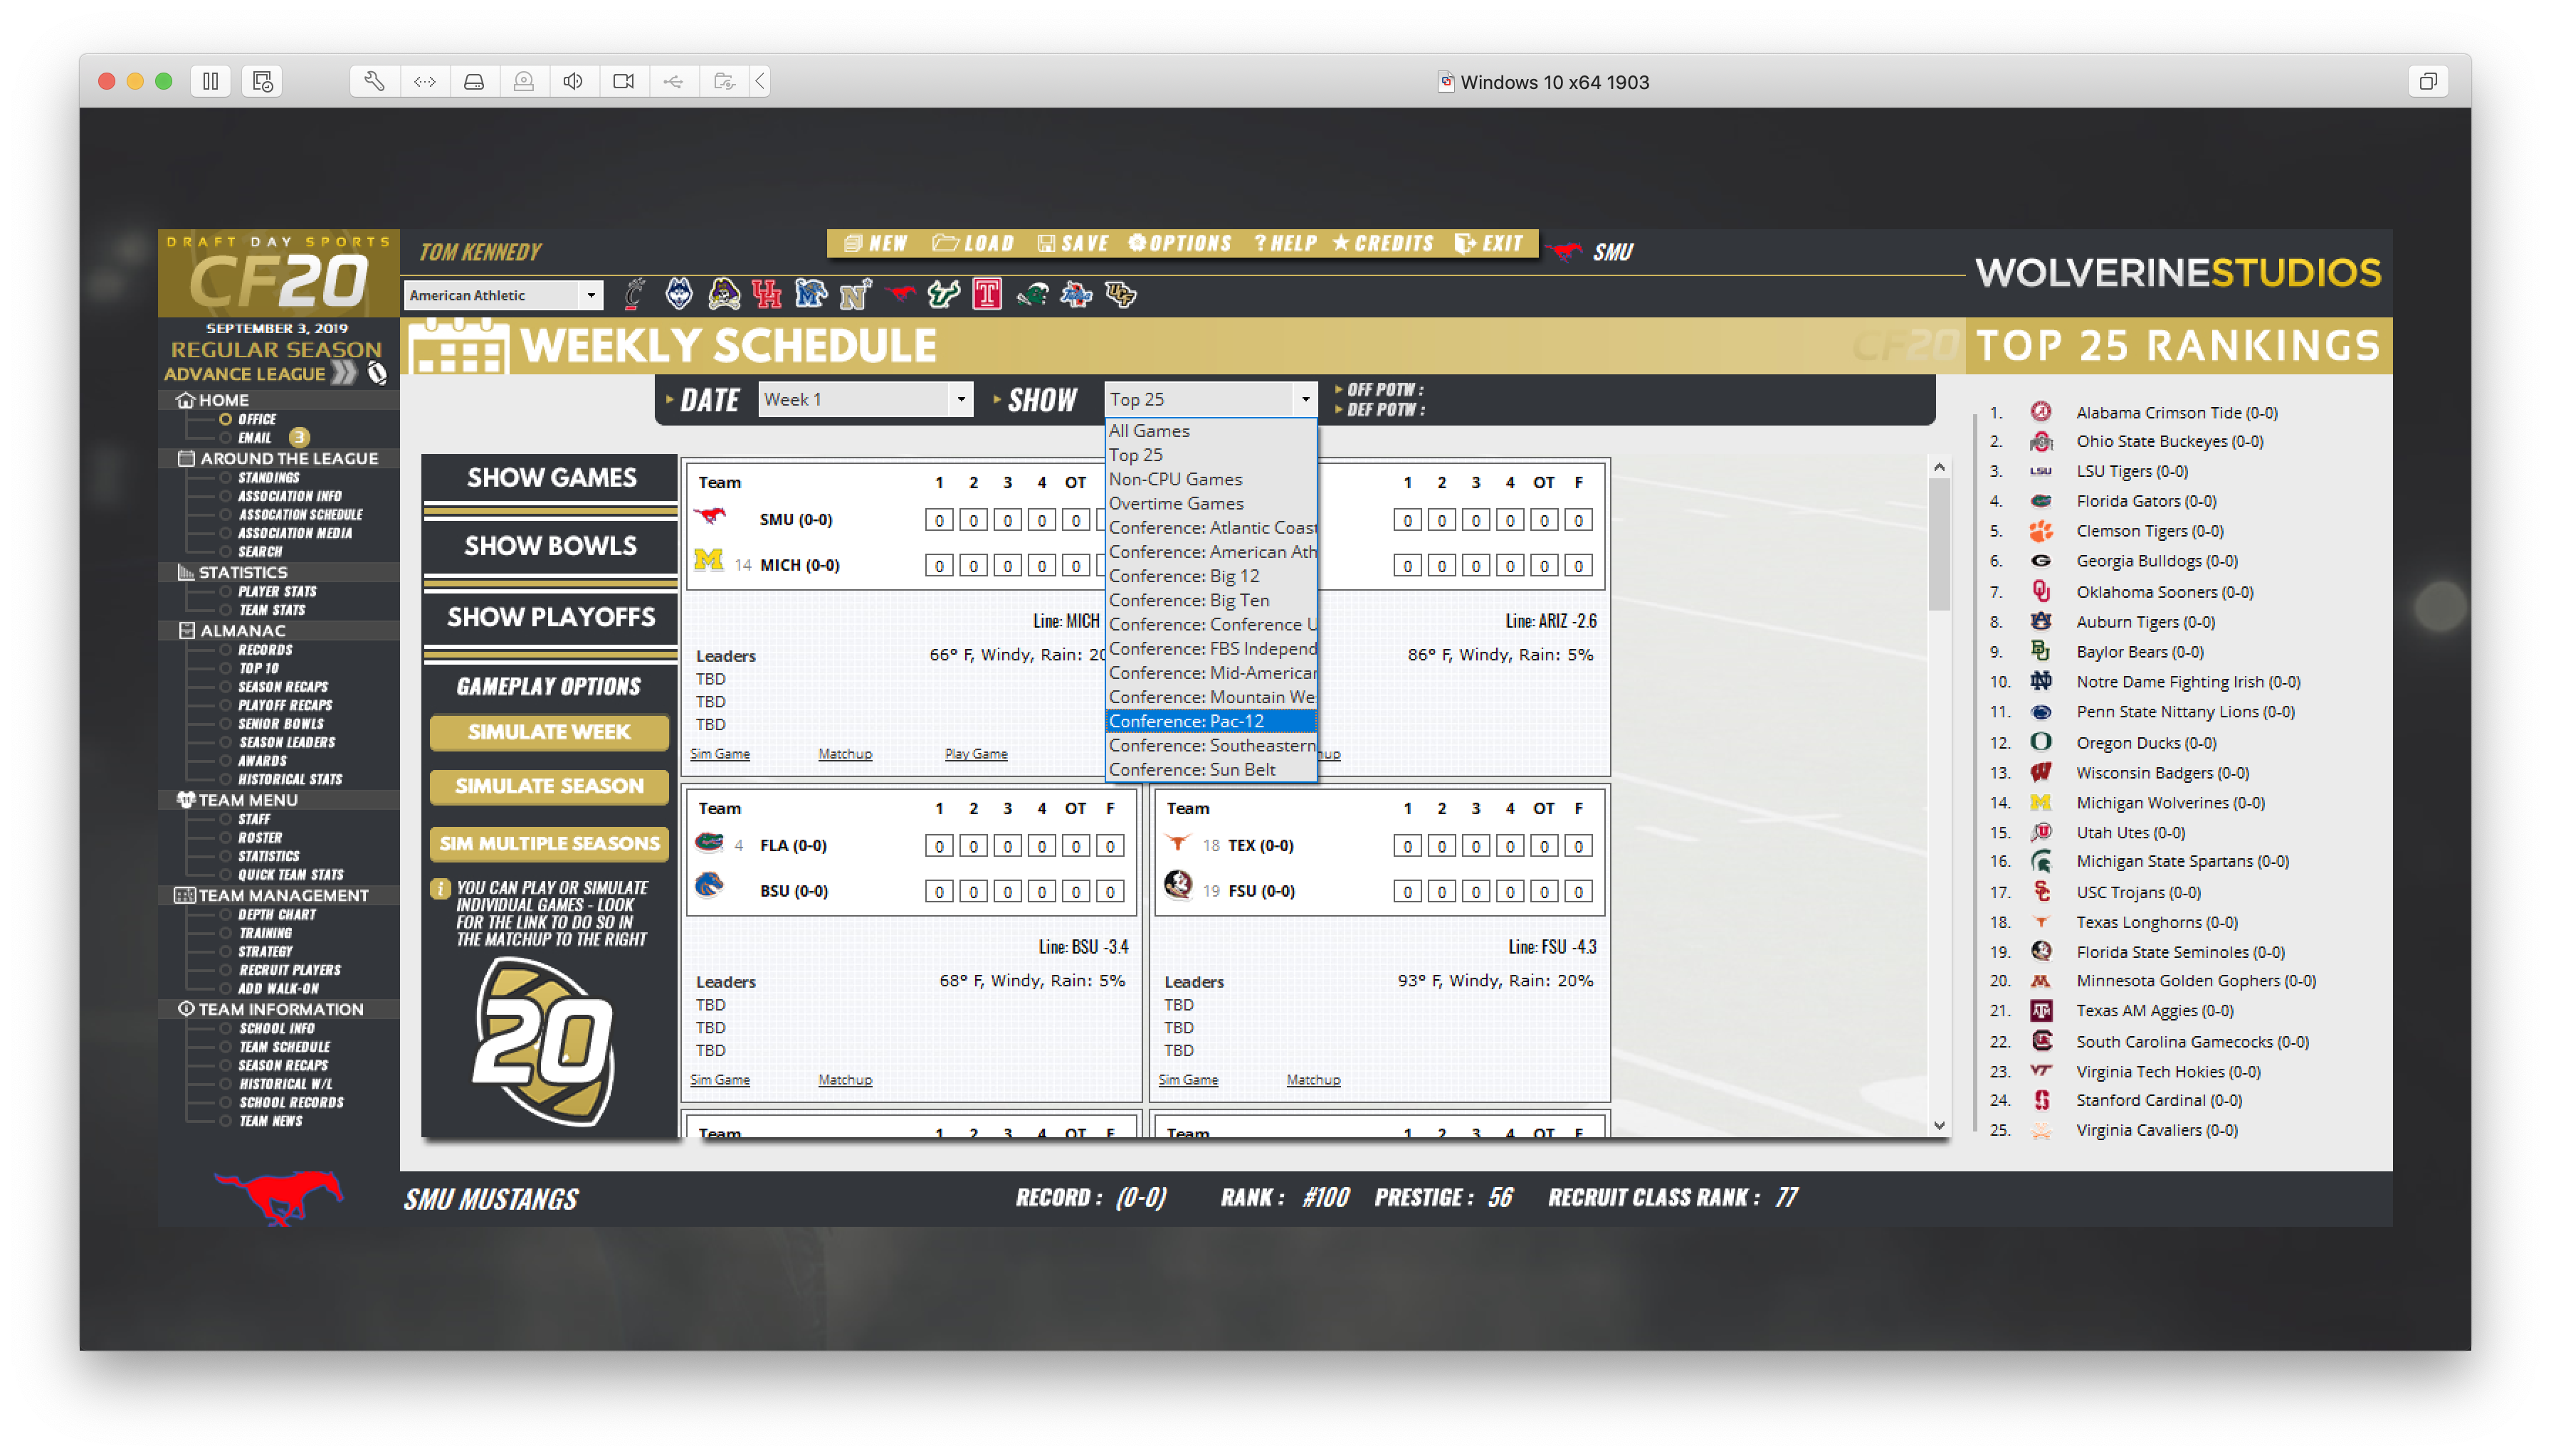 Windows 10 x64 1903
DRAFT DAY SPORTS
CF20
TOM KENNEDY
NEW LOAD SAVE OPTIONS ? HELP CREDITS EXIT
SMU
WOLVERINESTUDIOS
American Athletic
SEPTEMBER 3, 2019
REGULAR SEASON
ADVANCE LEAGUE
WEEKLY SCHEDULE
CF20
TOP 25 RANKINGS
DATE Week 1 SHOW Top 25
OFF POTW :
DEF POTW :
HOME
OFFICE
EMAIL 3
AROUND THE LEAGUE
STANDINGS
ASSOCIATION INFO
ASSOCATION SCHEDULE
ASSOCIATION MEDIA
SEARCH
STATISTICS
PLAYER STATS
TEAM STATS
ALMANAC
RECORDS
TOP 10
SEASON RECAPS
PLAYOFF RECAPS
SENIOR BOWLS
SEASON LEADERS
AWARDS
HISTORICAL STATS
TEAM MENU
STAFF
ROSTER
STATISTICS
QUICK TEAM STATS
TEAM MANAGEMENT
DEPTH CHART
TRAINING
STRATEGY
RECRUIT PLAYERS
ADD WALK-ON
TEAM INFORMATION
SCHOOL INFO
TEAM SCHEDULE
SEASON RECAPS
HISTORICAL W/L
SCHOOL RECORDS
TEAM NEWS
SHOW GAMES
SHOW BOWLS
SHOW PLAYOFFS
GAMEPLAY OPTIONS
SIMULATE WEEK
SIMULATE SEASON
SIM MULTIPLE SEASONS
YOU CAN PLAY OR SIMULATE
INDIVIDUAL GAMES - LOOK
FOR THE LINK TO DO SO IN
THE MATCHUP TO THE RIGHT
20
All Games
Top 25
Non-CPU Games
Overtime Games
Conference: Atlantic Coast
Conference: American Ath
Conference: Big 12
Conference: Big Ten
Conference: Conference U
Conference: FBS Independ
Conference: Mid-American
Conference: Mountain We
Conference: Pac-12
Conference: Southeastern
Conference: Sun Belt
Team 1 2 3 4 OT
SMU (0-0) 0 0 0 0 0
14 MICH (0-0) 0 0 0 0 0
Line: MICH
Leaders 66° F, Windy, Rain: 20
TBD
TBD
TBD
Sim Game Matchup Play Game
1 2 3 4 OT F
0 0 0 0 0 0
0 0 0 0 0 0
Line: ARIZ -2.6
86° F, Windy, Rain: 5%
Team 1 2 3 4 OT F
4 FLA (0-0) 0 0 0 0 0 0
BSU (0-0) 0 0 0 0 0 0
Line: BSU -3.4
Leaders 68° F, Windy, Rain: 5%
TBD
TBD
TBD
Sim Game Matchup
Team 1 2 3 4 OT F
18 TEX (0-0) 0 0 0 0 0 0
19 FSU (0-0) 0 0 0 0 0 0
Line: FSU -4.3
Leaders 93° F, Windy, Rain: 20%
TBD
TBD
TBD
Sim Game Matchup
Team 1 2 3 4 OT F
Team 1 2 3 4 OT F
1. Alabama Crimson Tide (0-0)
2. Ohio State Buckeyes (0-0)
3. LSU LSU Tigers (0-0)
4. Florida Gators (0-0)
5. Clemson Tigers (0-0)
6. Georgia Bulldogs (0-0)
7. Oklahoma Sooners (0-0)
8. Auburn Tigers (0-0)
9. Baylor Bears (0-0)
10. Notre Dame Fighting Irish (0-0)
11. Penn State Nittany Lions (0-0)
12. Oregon Ducks (0-0)
13. Wisconsin Badgers (0-0)
14. Michigan Wolverines (0-0)
15. Utah Utes (0-0)
16. Michigan State Spartans (0-0)
17. USC Trojans (0-0)
18. Texas Longhorns (0-0)
19. Florida State Seminoles (0-0)
20. Minnesota Golden Gophers (0-0)
21. Texas AM Aggies (0-0)
22. South Carolina Gamecocks (0-0)
23. Virginia Tech Hokies (0-0)
24. Stanford Cardinal (0-0)
25. Virginia Cavaliers (0-0)
SMU MUSTANGS
RECORD : (0-0) RANK : #100 PRESTIGE : 56 RECRUIT CLASS RANK : 77